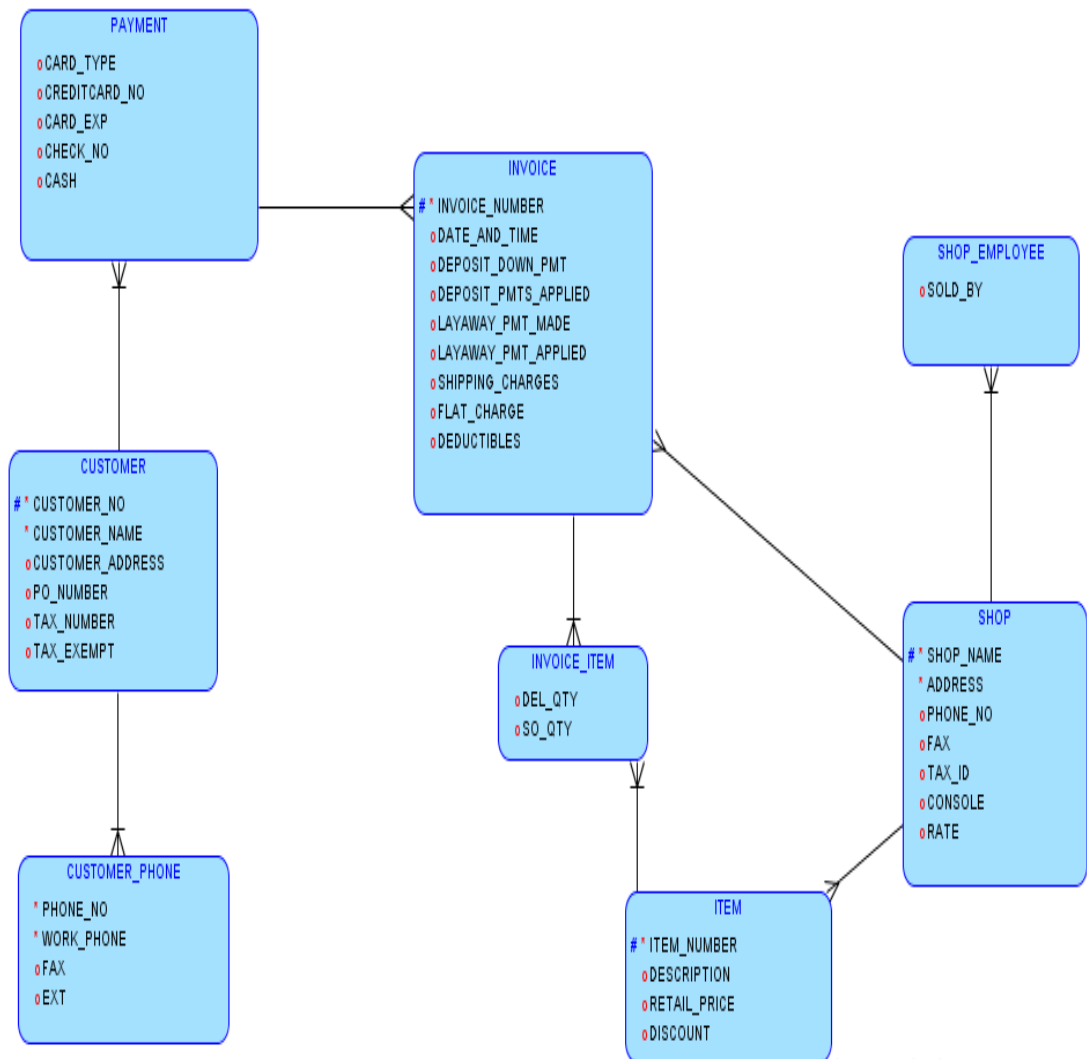 PAYMENT
o CARD_TYPE
o CREDITCARD_NO
o CARD_EXP
o CHECK_NO
o CASH
INVOICE
# * INVOICE_NUMBER
o DATE_AND_TIME
o DEPOSIT_DOWN_PMT
o DEPOSIT_PMTS_APPLIED
o LAYAWAY_PMT_MADE
o LAYAWAY_PMT_APPLIED
o SHIPPING_CHARGES
o FLAT_CHARGE
o DEDUCTIBLES
SHOP_EMPLOYEE
o SOLD_BY
CUSTOMER
# * CUSTOMER_NO
* CUSTOMER_NAME
o CUSTOMER_ADDRESS
o PO_NUMBER
o TAX_NUMBER
o TAX_EXEMPT
INVOICE_ITEM
o DEL_QTY
o SO_QTY
SHOP
# * SHOP_NAME
* ADDRESS
o PHONE_NO
o FAX
o TAX_ID
o CONSOLE
o RATE
CUSTOMER_PHONE
* PHONE_NO
* WORK_PHONE
o FAX
o EXT
ITEM
# * ITEM_NUMBER
o DESCRIPTION
o RETAIL_PRICE
o DISCOUNT